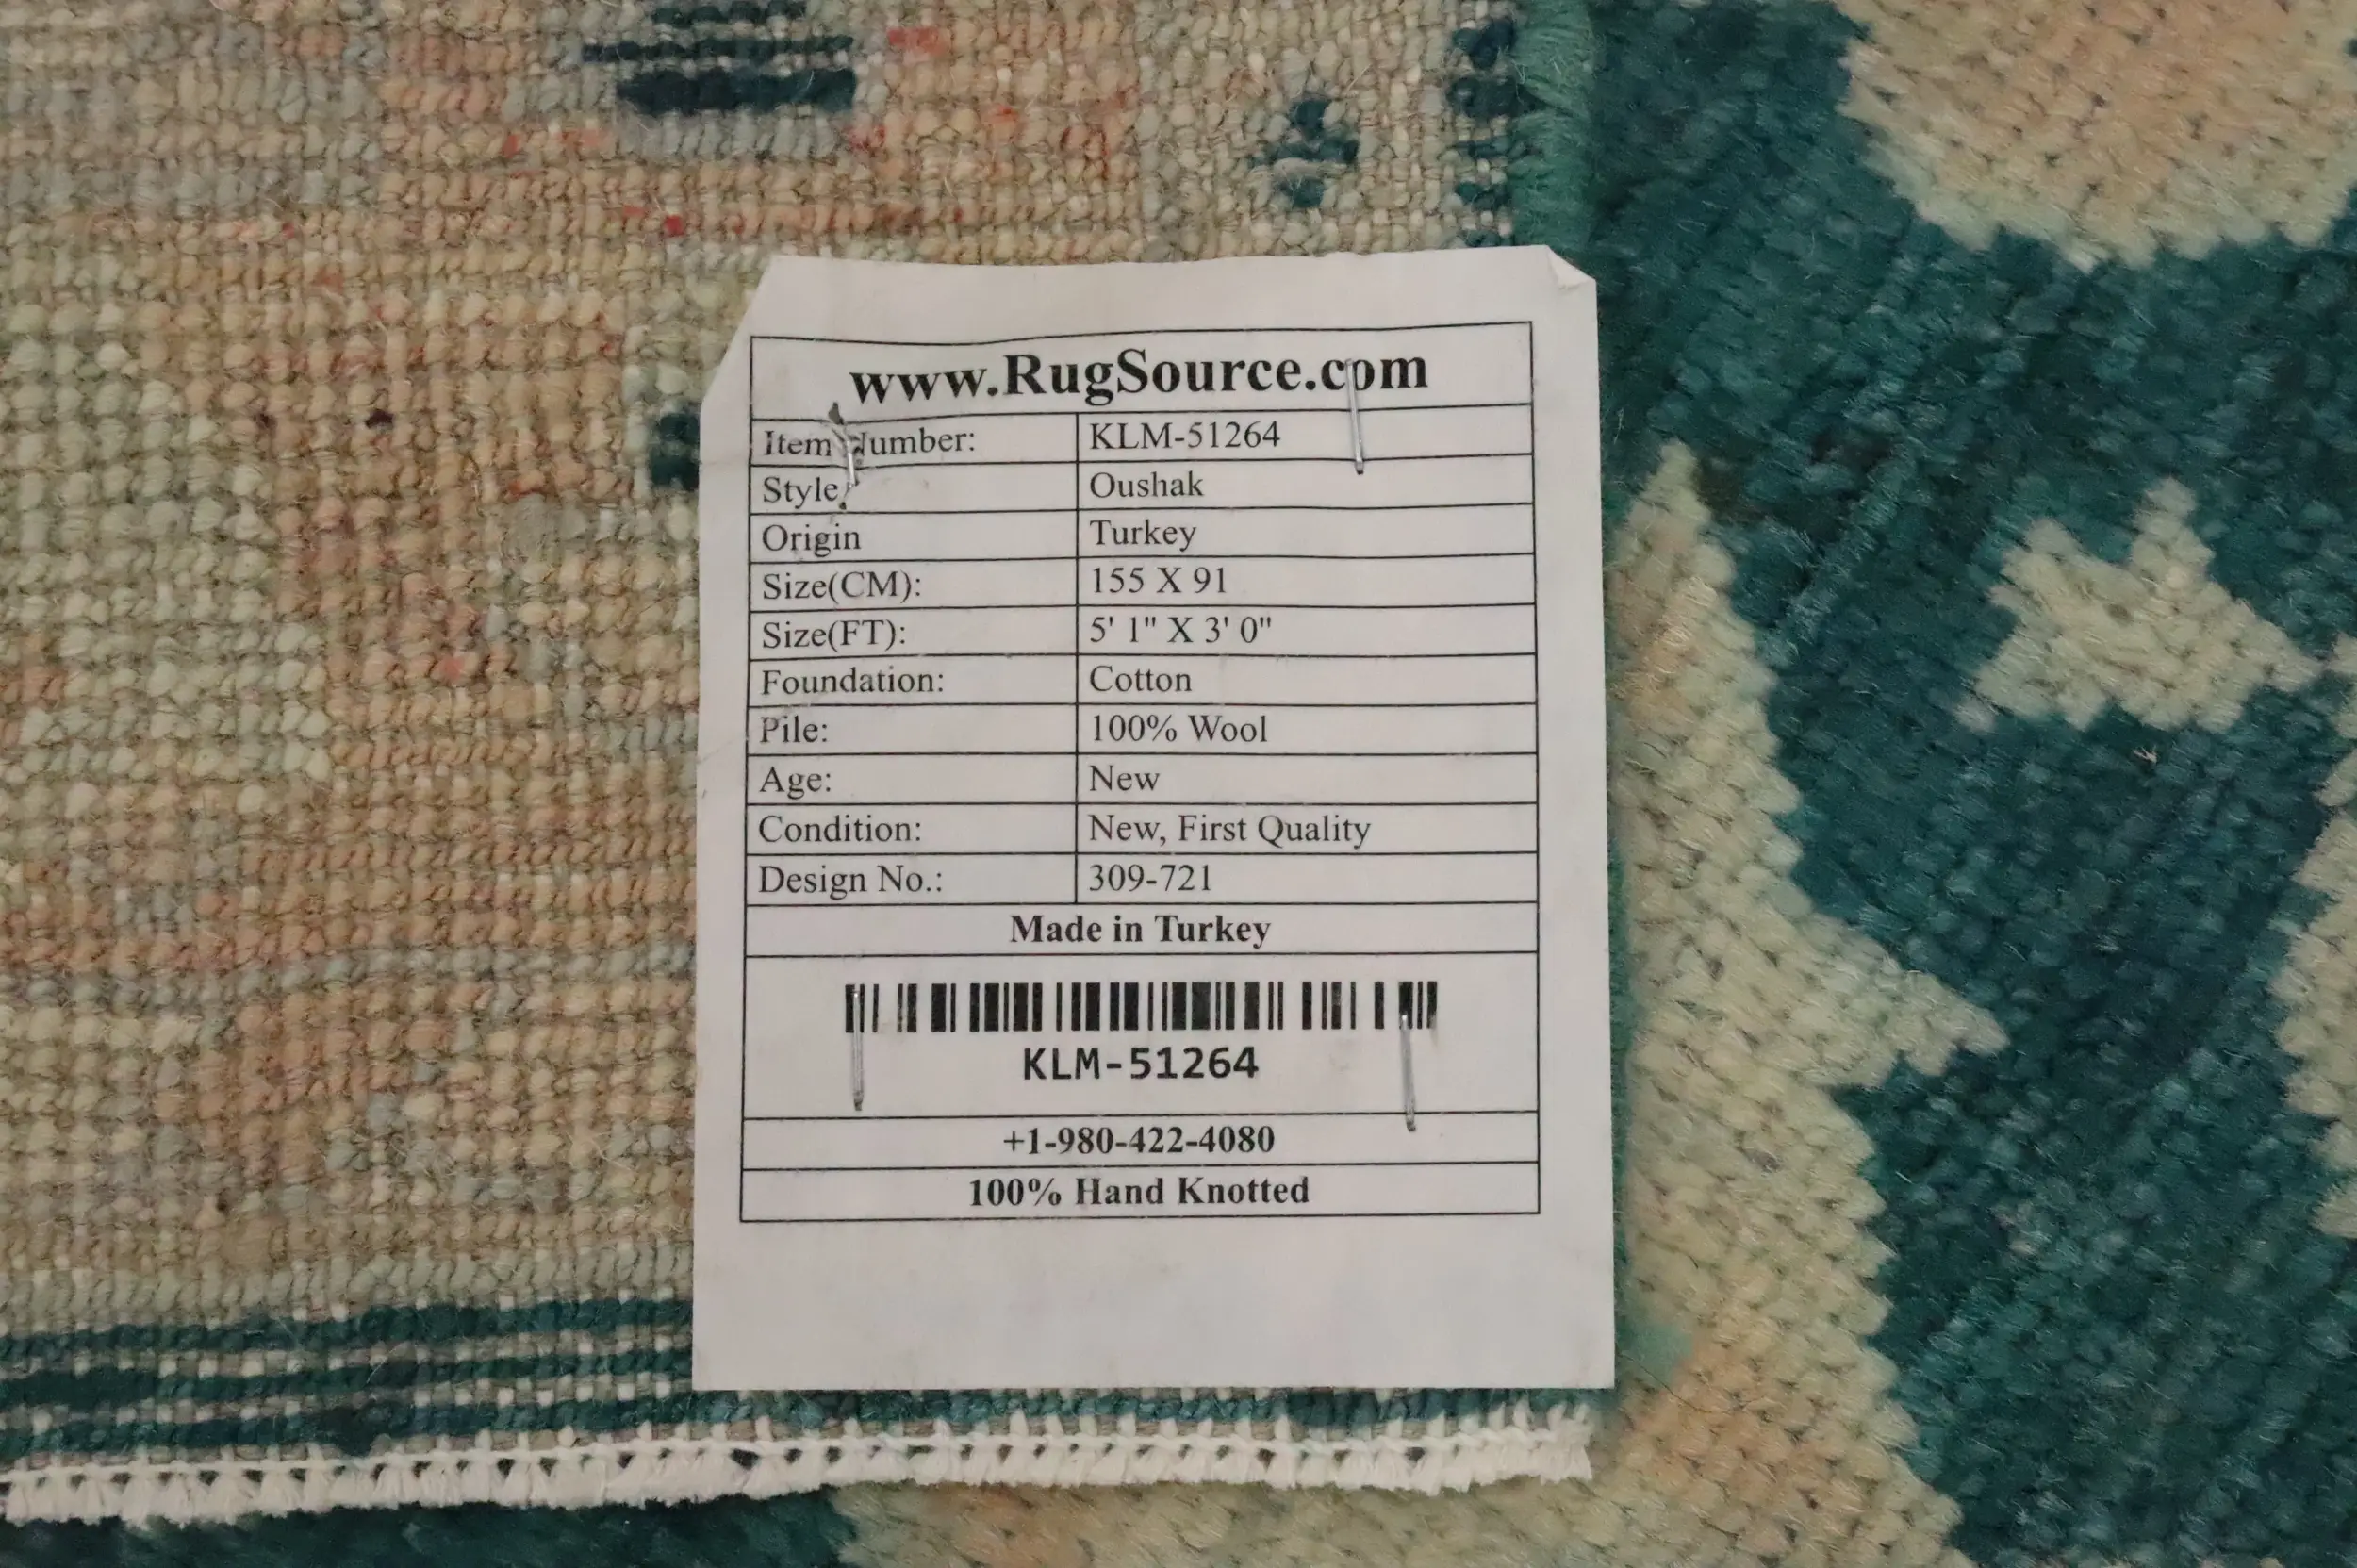 www.RugSource.com
Item Number: KLM-51264
Style Oushak
Origin Turkey
Size(CM): 155 X 91
Size(FT): 5' 1" X 3' 0"
Foundation: Cotton
Pile: 100% Wool
Age: New
Condition: New, First Quality
Design No.: 309-721
Made in Turkey
KLM-51264
+1-980-422-4080
100% Hand Knotted